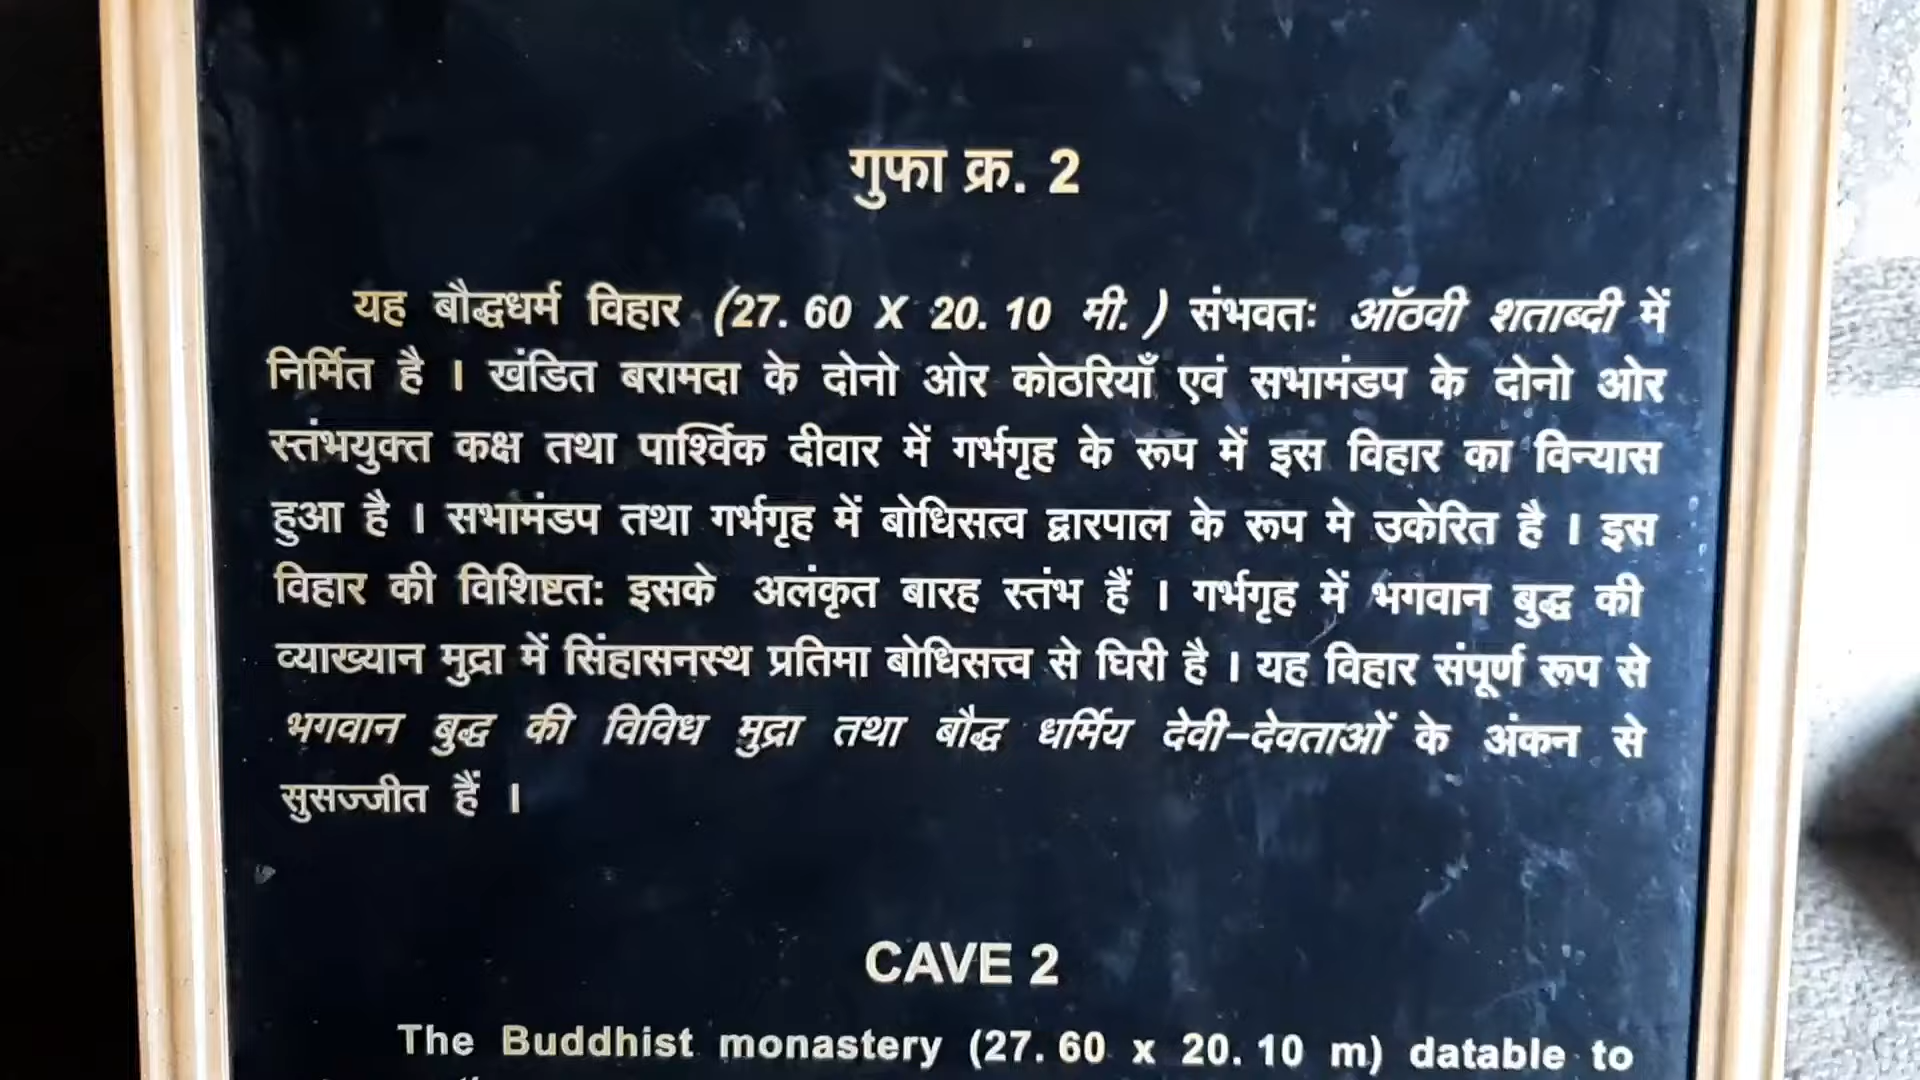 गुफा क्र. 2
यह बौद्धधर्म विहार (27. 60 X 20. 10 मी. ) संभवतः ऑठवी शताब्दी में
निर्मित है । खंडित बरामदा के दोनो ओर कोठरियाँ एवं सभामंडप के दोनो ओर
स्तंभयुक्त कक्ष तथा पार्श्विक दीवार में गर्भगृह के रूप में इस विहार का विन्यास
हुआ है । सभामंडप तथा गर्भगृह में बोधिसत्व द्वारपाल के रूप मे उकेरित है । इस
विहार की विशिष्टत: इसके अलंकृत बारह स्तंभ हैं । गर्भगृह में भगवान बुद्ध की
व्याख्यान मुद्रा में सिंहासनस्थ प्रतिमा बोधिसत्त्व से घिरी है । यह विहार संपूर्ण रूप से
भगवान बुद्ध की विविध मुद्रा तथा बौद्ध धर्मिय देवी-देवताओं के अंकन से
सुसज्जीत हैं ।
CAVE 2
The Buddhist monastery (27. 60 x 20. 10 m) datable to